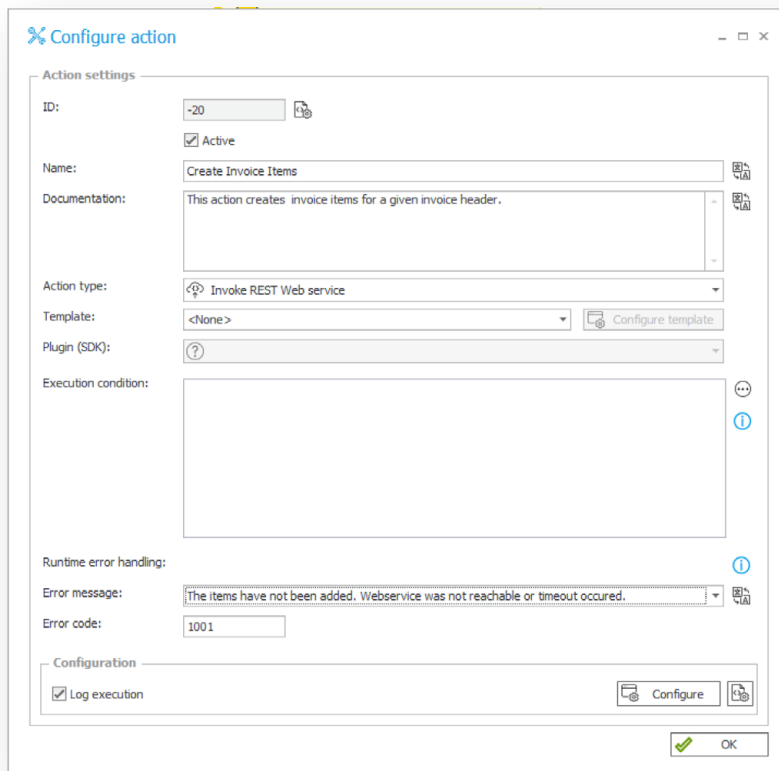 Configure action
Action settings
ID:
-20
Active
Name:
Create Invoice Items
Documentation:
This action creates  invoice items for a given invoice header.
Action type:
Invoke REST Web service
Template:
<None>
Configure template
Plugin (SDK):
Execution condition:
Runtime error handling:
Error message:
The items have not been added. Webservice was not reachable or timeout occured.
Error code:
1001
Configuration
Log execution
Configure
OK